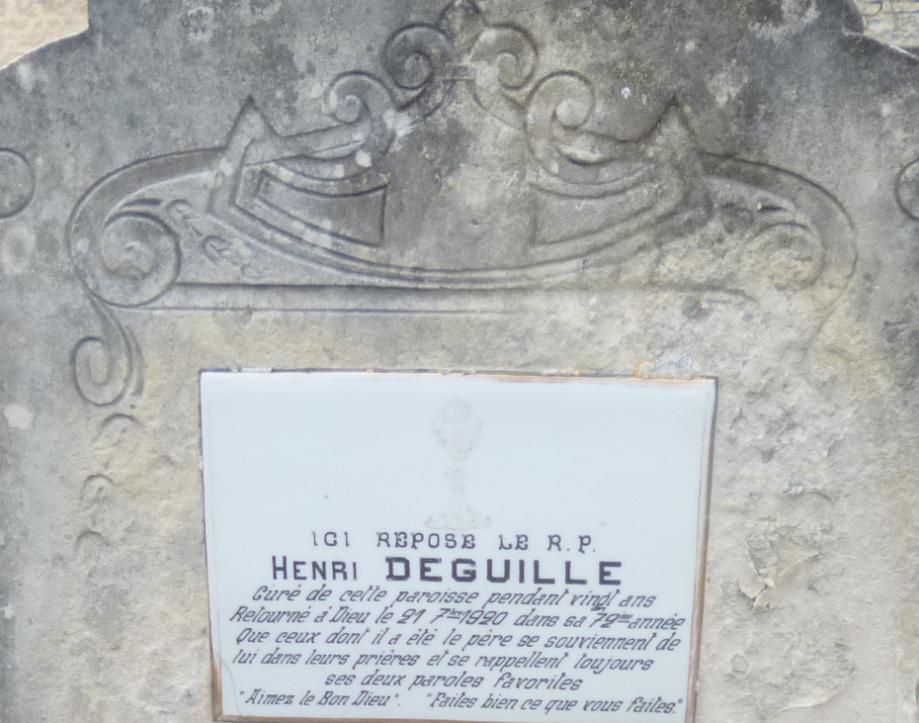 ICI REPOSE LE R.P.
HENRI DEGUILLE
Curé de cette paroisse pendant vingt ans
Retourné à Dieu le 21 7bre 1920 dans sa 72me année
Que ceux dont il a été le père se souviennent de
lui dans leurs prières et se rappellent toujours
ses deux paroles favorites
"Aimez le Bon Dieu". "Faites bien ce que vous faites."